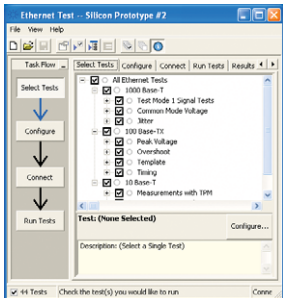 Ethernet Test -- Silicon Prototype #2
File View Help
Task Flow
Select Tests Configure Connect Run Tests Results
Select Tests
Configure
Connect
Run Tests
All Ethernet Tests
1000 Base-T
Test Mode 1 Signal Tests
Common Mode Voltage
Jitter
100 Base-TX
Peak Voltage
Overshoot
Template
Timing
10 Base-T
Measurements with TPM
Test: (None Selected)
Configure...
Description: (Select a Single Test)
44 Tests Check the test(s) you would like to run Conne